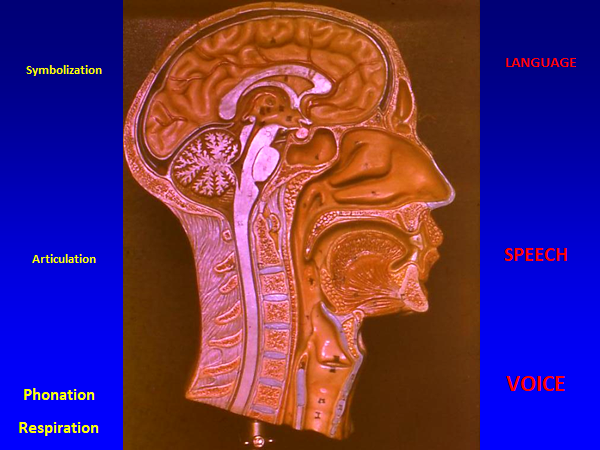 Symbolization
LANGUAGE
Articulation
SPEECH
Phonation
VOICE
Respiration